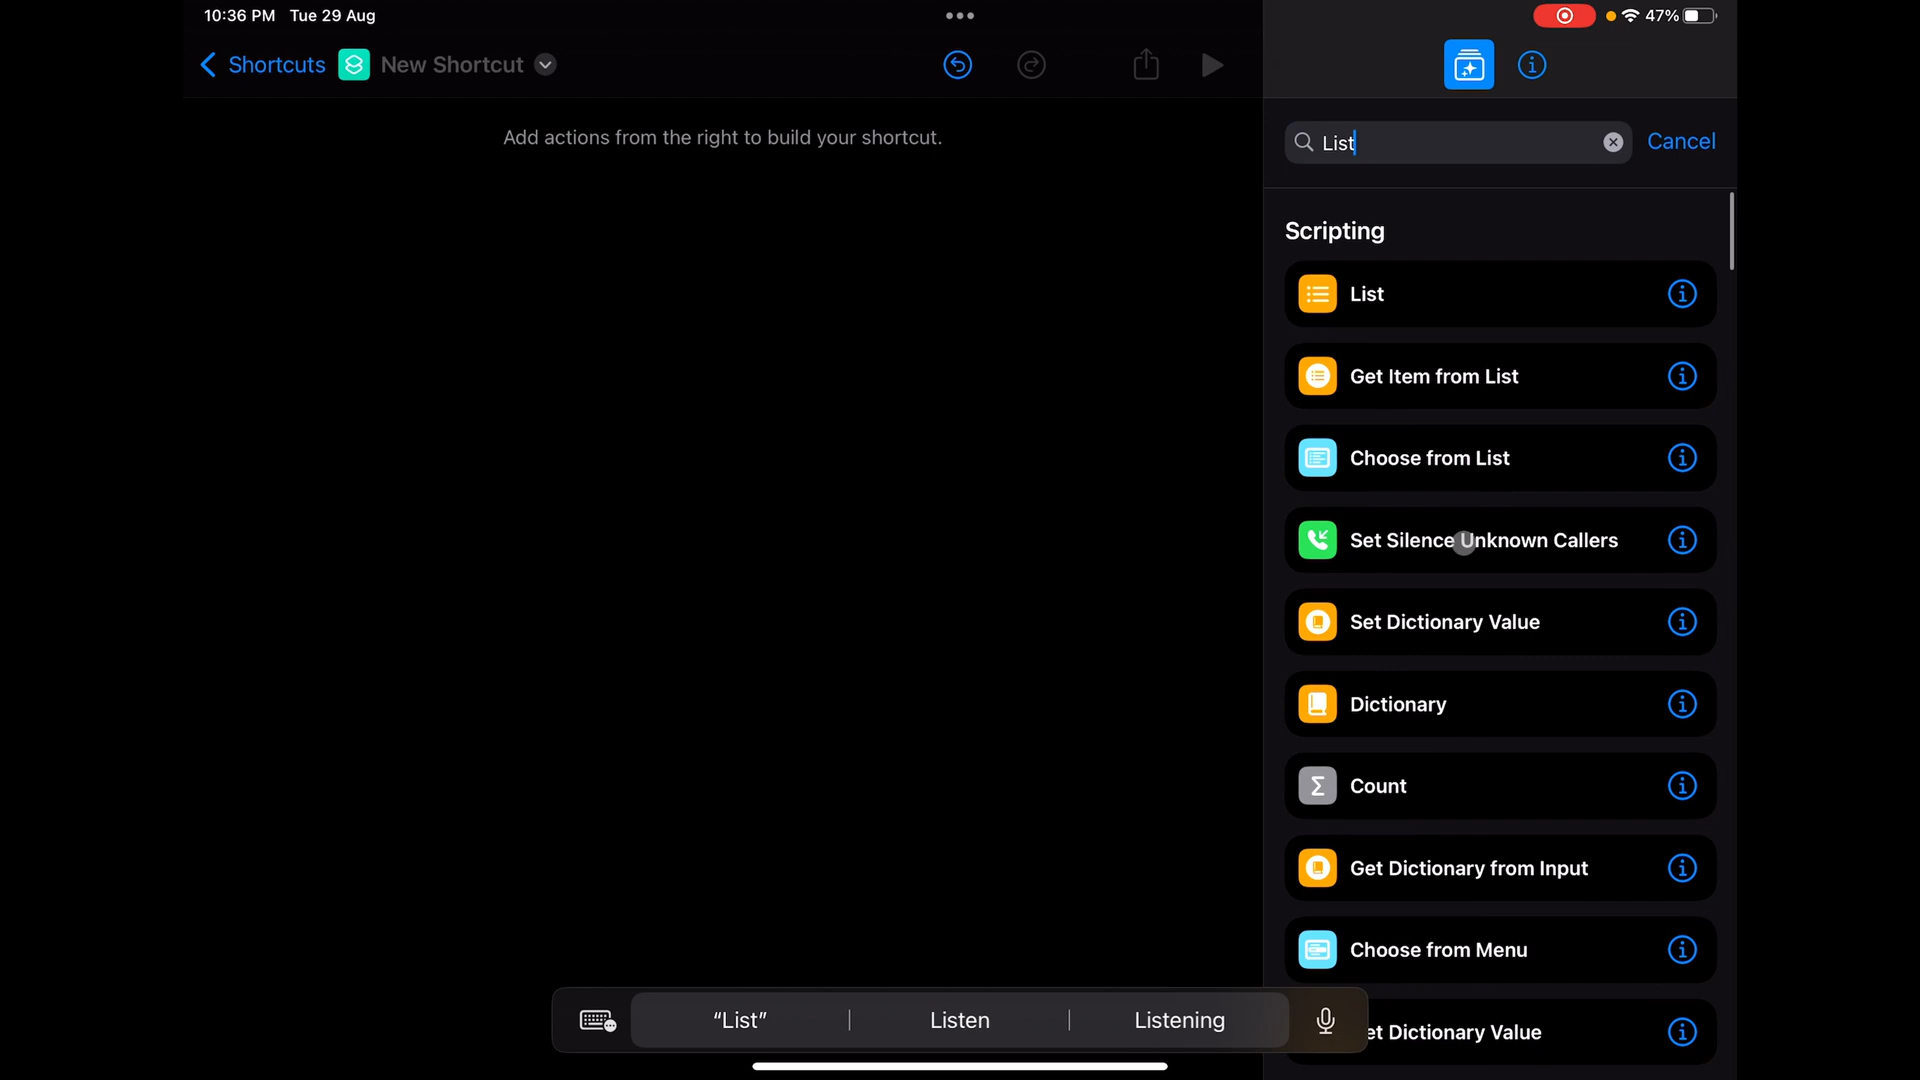 10:36 PM Tue 29 Aug
47%
Shortcuts
New Shortcut
Add actions from the right to build your shortcut.
List
Cancel
Scripting
List
Get Item from List
Choose from List
Set Silence Unknown Callers
Set Dictionary Value
Dictionary
Count
Get Dictionary from Input
Choose from Menu
et Dictionary Value
“List”
Listen
Listening